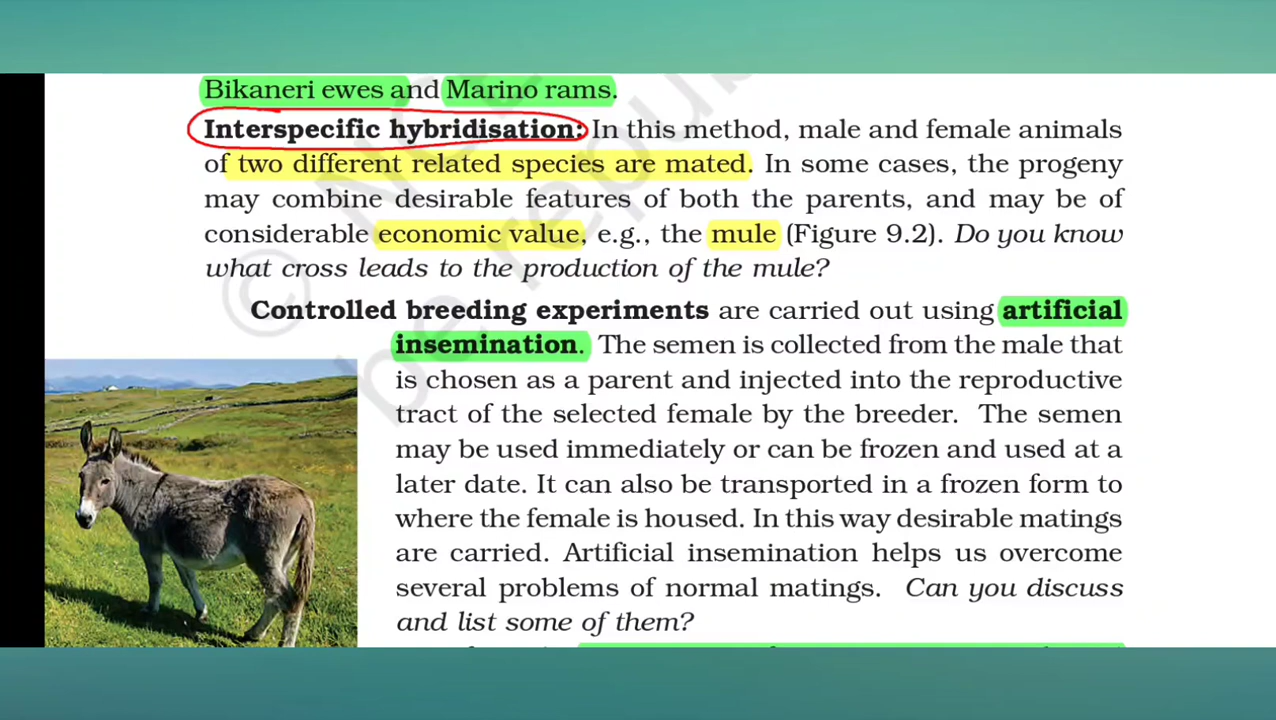 Bikaneri ewes and Marino rams.
Interspecific hybridisation: In this method, male and female animals
of two different related species are mated. In some cases, the progeny
may combine desirable features of both the parents, and may be of
considerable economic value, e.g., the mule (Figure 9.2). Do you know
what cross leads to the production of the mule?
Controlled breeding experiments are carried out using artificial
insemination. The semen is collected from the male that
is chosen as a parent and injected into the reproductive
tract of the selected female by the breeder. The semen
may be used immediately or can be frozen and used at a
later date. It can also be transported in a frozen form to
where the female is housed. In this way desirable matings
are carried. Artificial insemination helps us overcome
several problems of normal matings. Can you discuss
and list some of them?